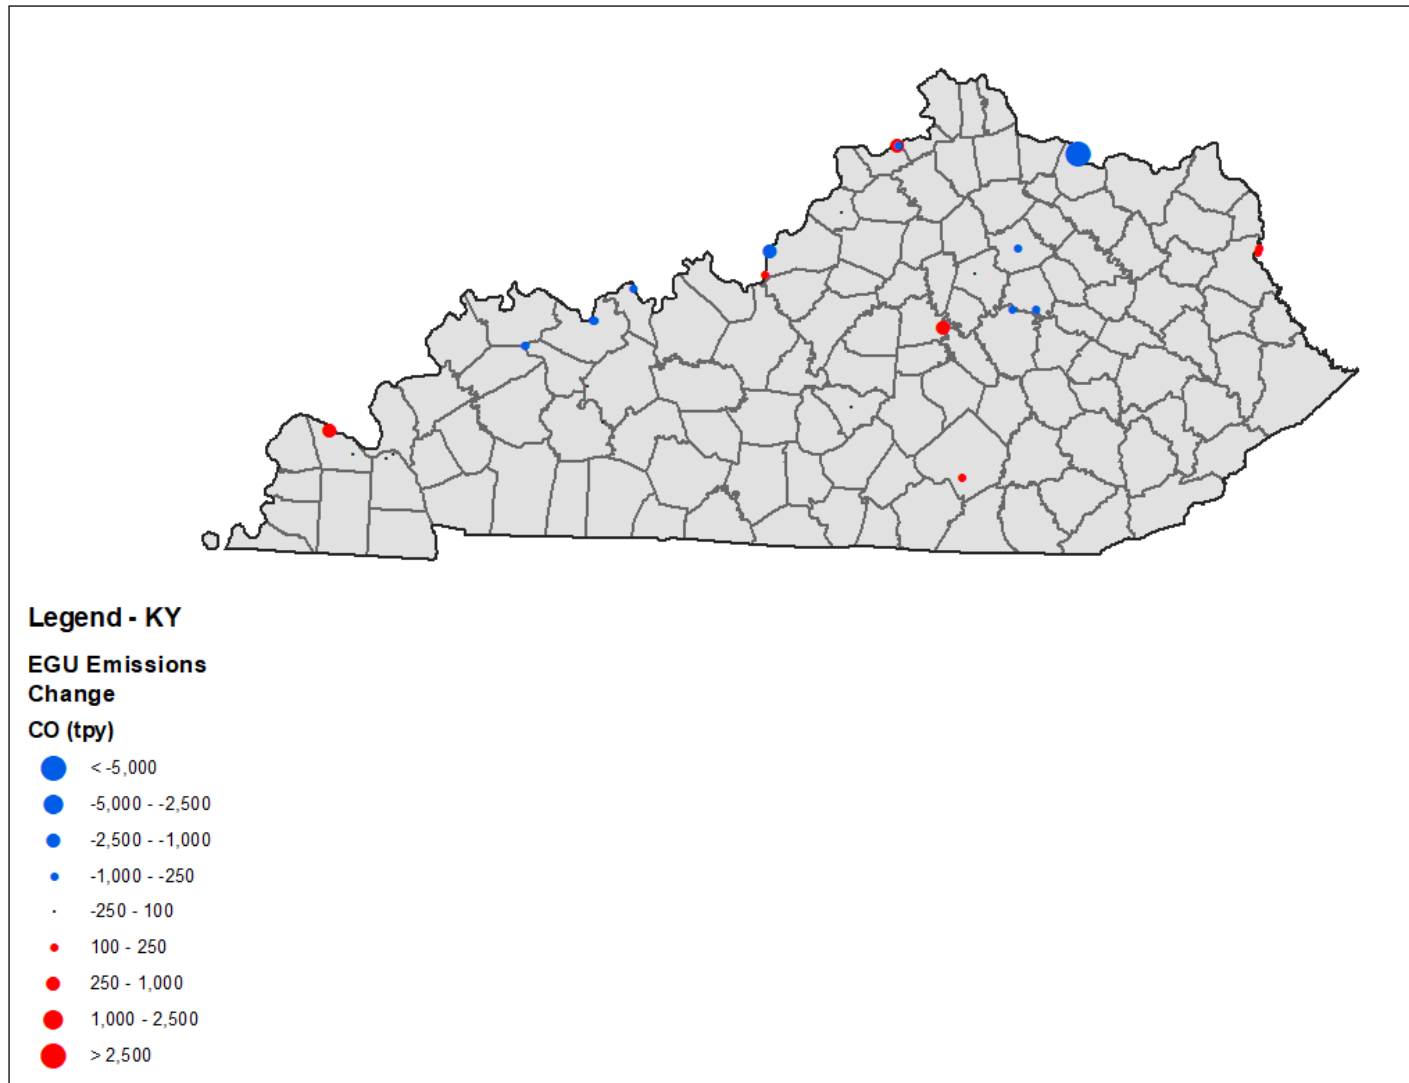 Legend - KY
EGU Emissions
Change
CO (tpy)
< -5,000
-5,000 - -2,500
-2,500 - -1,000
-1,000 - -250
-250 - 100
100 - 250
250 - 1,000
1,000 - 2,500
> 2,500